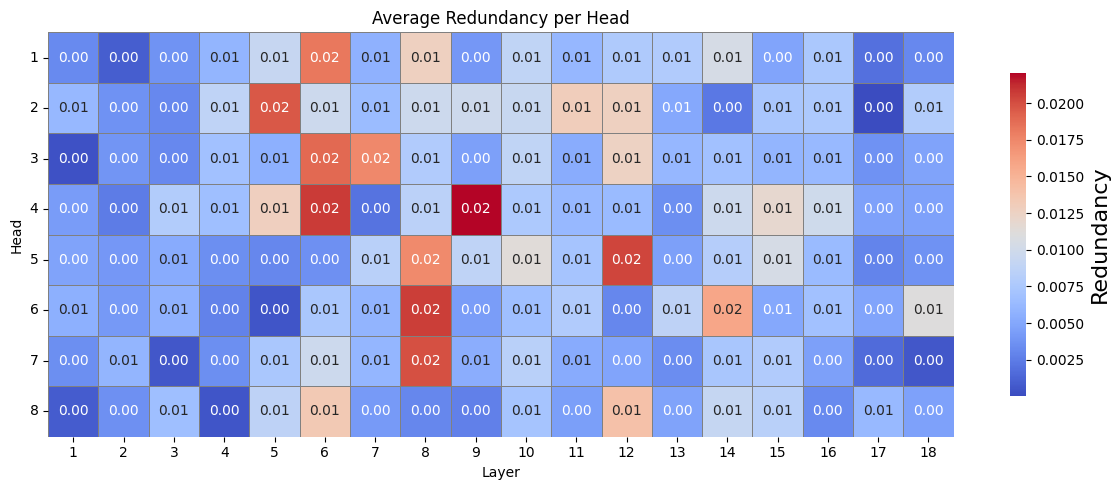 Average Redundancy per Head
1 0.00 0.00 0.00 0.01 0.01 0.02 0.01 0.01 0.00 0.01 0.01 0.01 0.01 0.01 0.00 0.01 0.00 0.00
2 0.01 0.00 0.00 0.01 0.02 0.01 0.01 0.01 0.01 0.01 0.01 0.01 0.01 0.00 0.01 0.01 0.00 0.01
3 0.00 0.00 0.00 0.01 0.01 0.02 0.02 0.01 0.00 0.01 0.01 0.01 0.01 0.01 0.01 0.01 0.00 0.00
4 0.00 0.00 0.01 0.01 0.01 0.02 0.00 0.01 0.02 0.01 0.01 0.01 0.00 0.01 0.01 0.01 0.00 0.00
5 0.00 0.00 0.01 0.00 0.00 0.00 0.01 0.02 0.01 0.01 0.01 0.02 0.00 0.01 0.01 0.01 0.00 0.00
6 0.01 0.00 0.01 0.00 0.00 0.01 0.01 0.02 0.00 0.01 0.01 0.00 0.01 0.02 0.01 0.01 0.00 0.01
7 0.00 0.01 0.00 0.00 0.01 0.01 0.01 0.02 0.01 0.01 0.01 0.00 0.00 0.01 0.01 0.00 0.00 0.00
8 0.00 0.00 0.01 0.00 0.01 0.01 0.00 0.00 0.00 0.01 0.00 0.01 0.00 0.01 0.01 0.00 0.01 0.00
1 2 3 4 5 6 7 8 9 10 11 12 13 14 15 16 17 18
Layer
Head
0.0200
0.0175
0.0150
0.0125
0.0100
0.0075
0.0050
0.0025
Redundancy